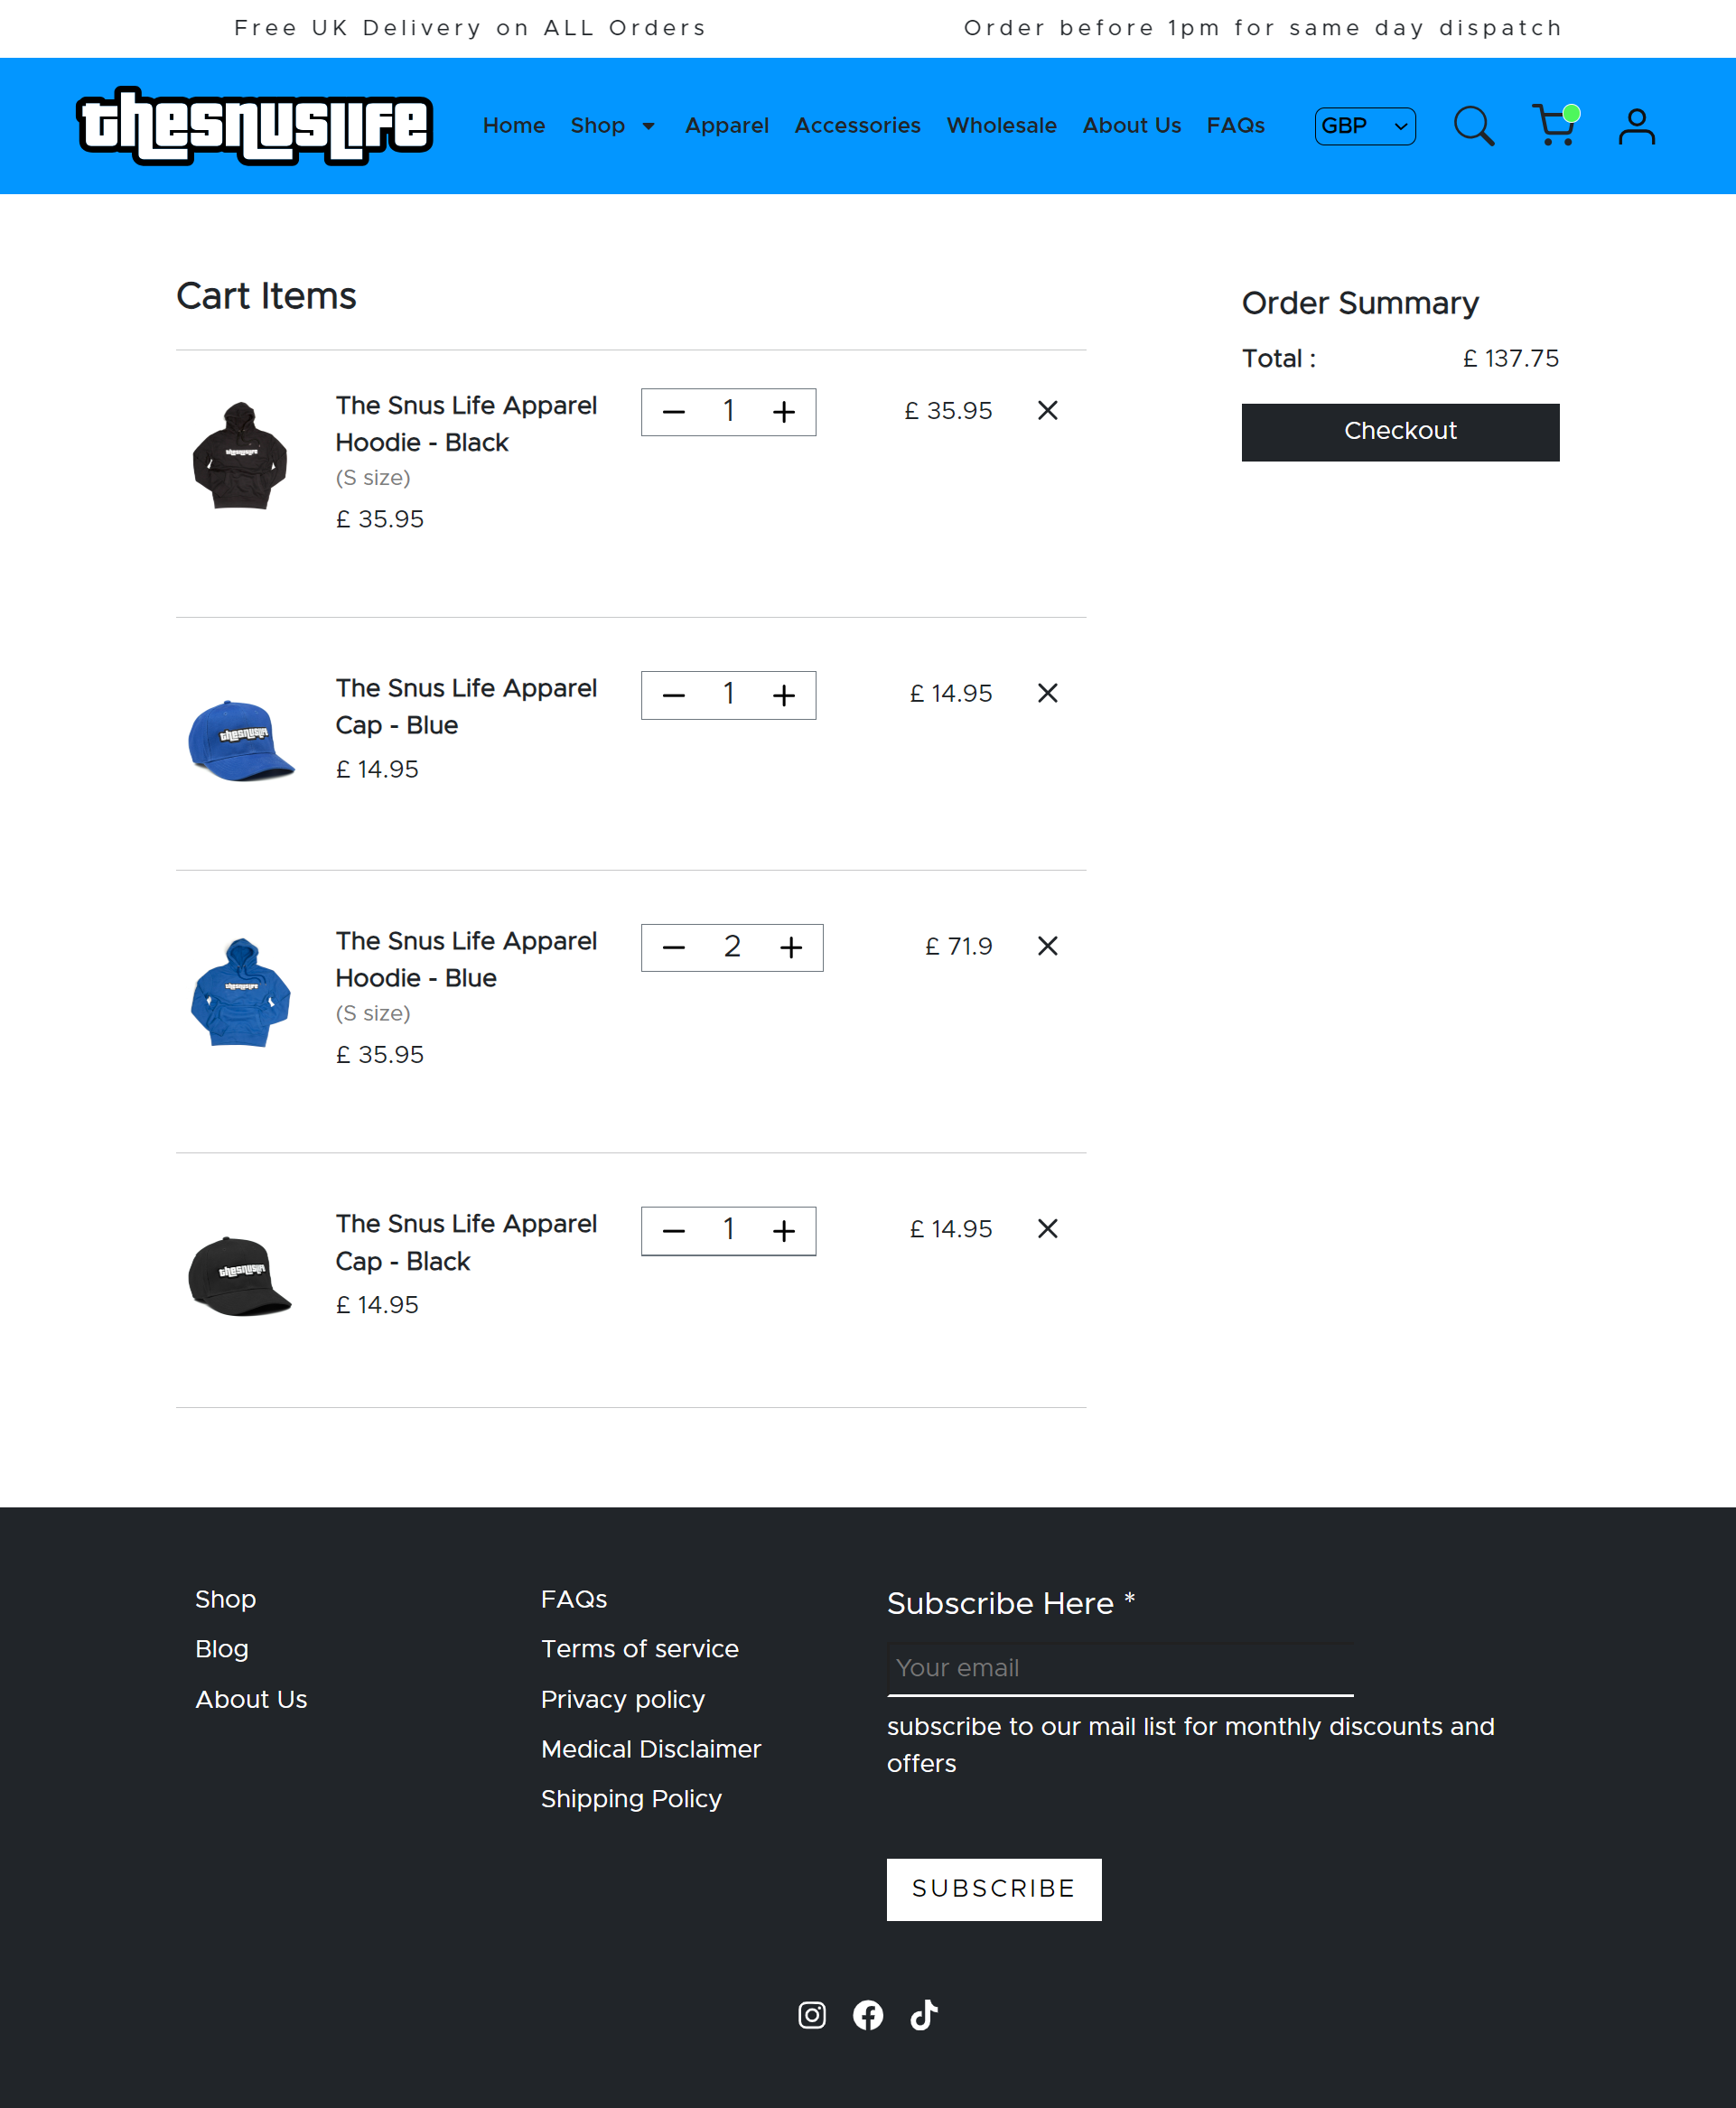 Free UK Delivery on ALL Orders
Order before 1pm for same day dispatch
thesnuslife
Home Shop Apparel Accessories Wholesale About Us FAQs
GBP
Cart Items
The Snus Life Apparel
Hoodie - Black
(S size)
£ 35.95
1
£ 35.95
thesnuslife
The Snus Life Apparel
Cap - Blue
£ 14.95
1
£ 14.95
thesnuslife
The Snus Life Apparel
Hoodie - Blue
(S size)
£ 35.95
2
£ 71.9
thesnuslife
The Snus Life Apparel
Cap - Black
£ 14.95
1
£ 14.95
thesnuslife
Order Summary
Total :
£ 137.75
Checkout
Shop
Blog
About Us
FAQs
Terms of service
Privacy policy
Medical Disclaimer
Shipping Policy
Subscribe Here *
Your email
subscribe to our mail list for monthly discounts and
offers
SUBSCRIBE